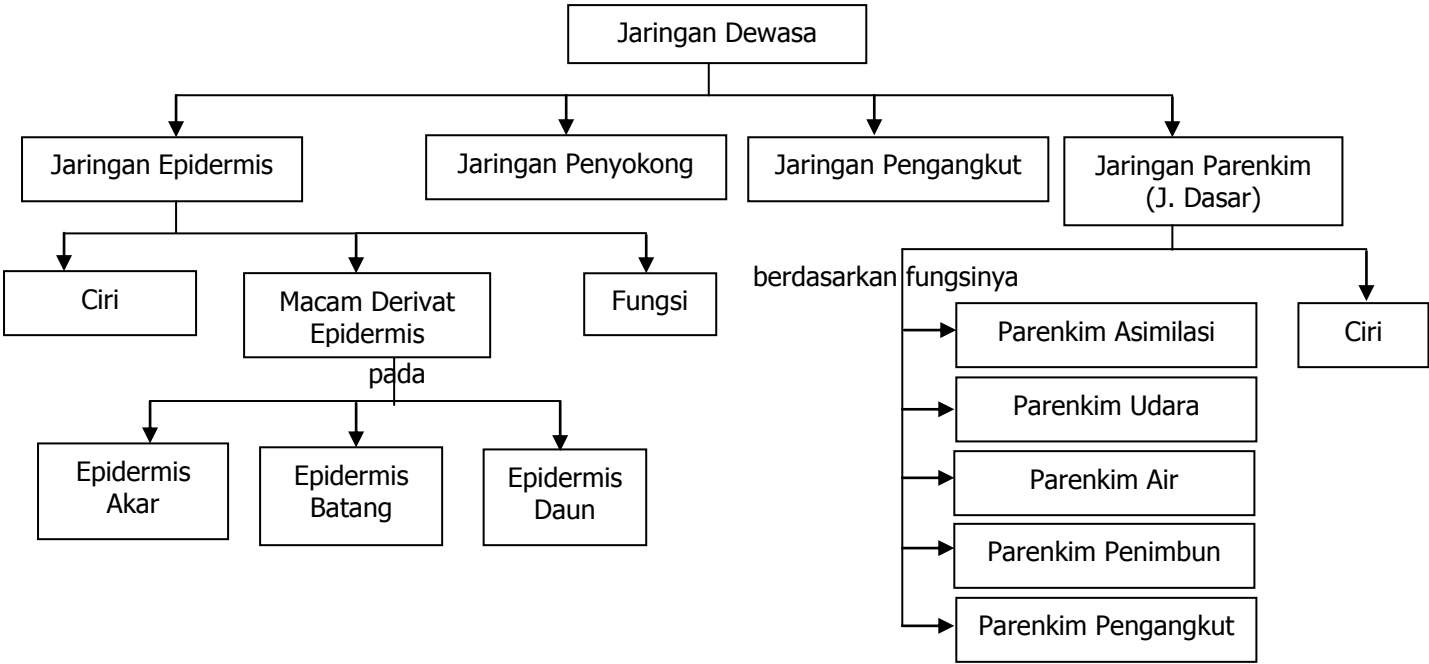 Jaringan Dewasa
Jaringan Epidermis
Jaringan Penyokong
Jaringan Pengangkut
Jaringan Parenkim
(J. Dasar)
Ciri
Macam Derivat
Epidermis
Fungsi
pada
Epidermis
Akar
Epidermis
Batang
Epidermis
Daun
berdasarkan fungsinya
Parenkim Asimilasi
Parenkim Udara
Parenkim Air
Parenkim Penimbun
Parenkim Pengangkut
Ciri